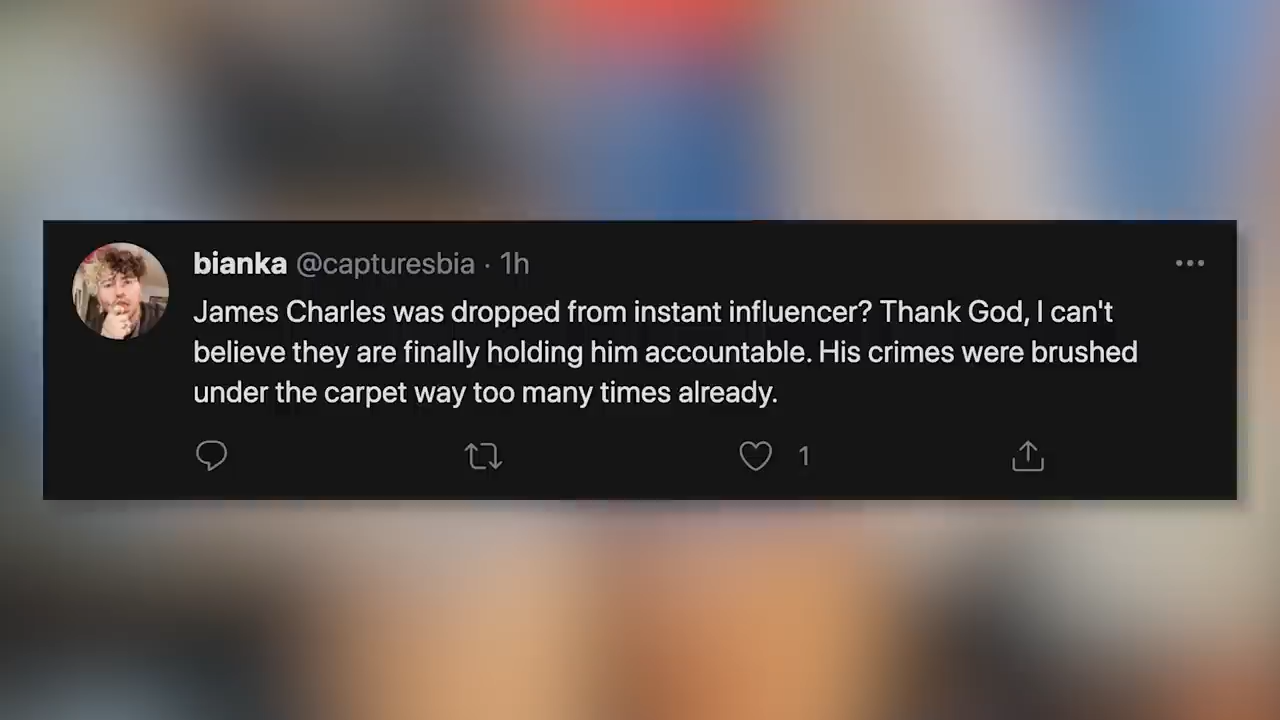 bianka @capturesbia · 1h
James Charles was dropped from instant influencer? Thank God, I can't
believe they are finally holding him accountable. His crimes were brushed
under the carpet way too many times already.
1